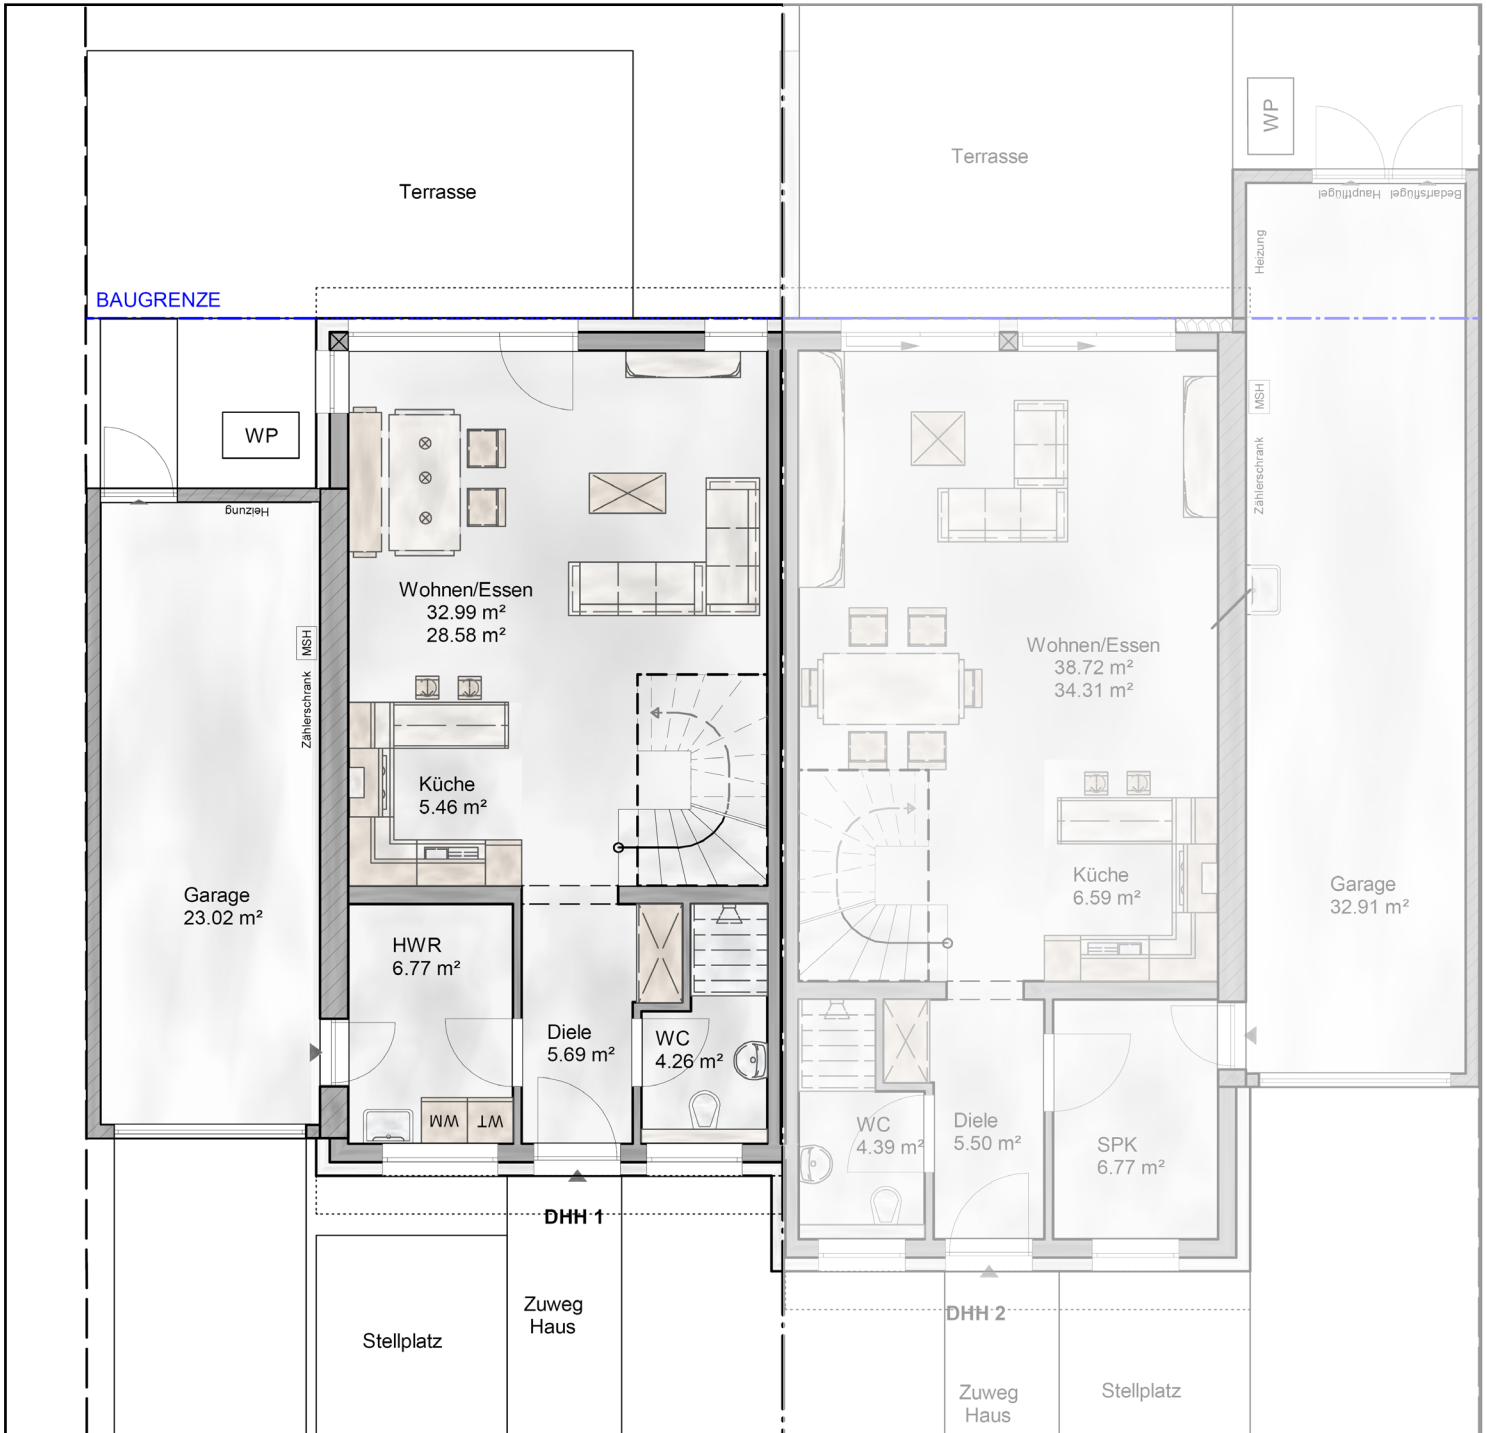 Terrasse
BAUGRENZE
WP
Heizung
MSH
Zählerschrank
Wohnen/Essen
32.99 m²
28.58 m²
Küche
5.46 m²
Garage
23.02 m²
HWR
6.77 m²
Diele
5.69 m²
WC
4.26 m²
WM
WT
DHH 1
Zuweg
Haus
Stellplatz
Terrasse
WP
Hauptflügel
Bedarfsflügel
Heizung
MSH
Zählerschrank
Wohnen/Essen
38.72 m²
34.31 m²
Küche
6.59 m²
Garage
32.91 m²
WC
4.39 m²
Diele
5.50 m²
SPK
6.77 m²
DHH 2
Zuweg
Haus
Stellplatz